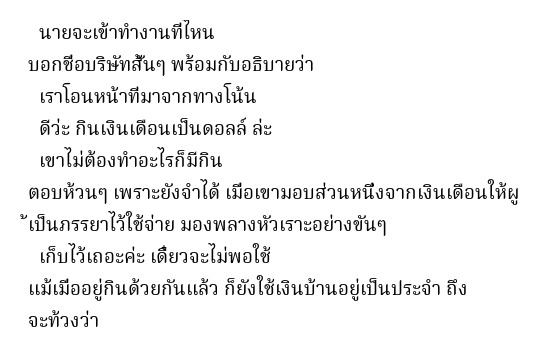 นายจะเข้าทำงานที่ไหน
บอกชื่อบริษัทสั้นๆ พร้อมกับอธิบายว่า
เราโอนหน้าที่มาจากทางโน้น
ดีว่ะ กินเงินเดือนเป็นดอลล์ ล่ะ
เขาไม่ต้องทำอะไรก็มีกิน
ตอบห้วนๆ เพราะยังจำได้ เมื่อเขามอบส่วนหนึ่งจากเงินเดือนให้ผู
้เป็นภรรยาไว้ใช้จ่าย มองพลางหัวเราะอย่างขันๆ
เก็บไว้เถอะค่ะ เดี๋ยวจะไม่พอใช้
แม้เมื่ออยู่กินด้วยกันแล้ว ก็ยังใช้เงินบ้านอยู่เป็นประจำ ถึง
จะท้วงว่า